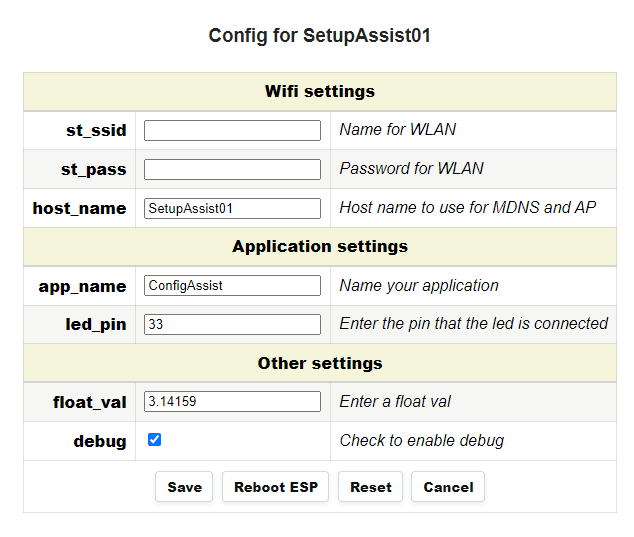 Config for SetupAssist01
Wifi settings
st_ssid Name for WLAN
st_pass Password for WLAN
host_name SetupAssist01 Host name to use for MDNS and AP
Application settings
app_name ConfigAssist Name your application
led_pin 33 Enter the pin that the led is connected
Other settings
float_val 3.14159 Enter a float val
debug Check to enable debug
Save Reboot ESP Reset Cancel